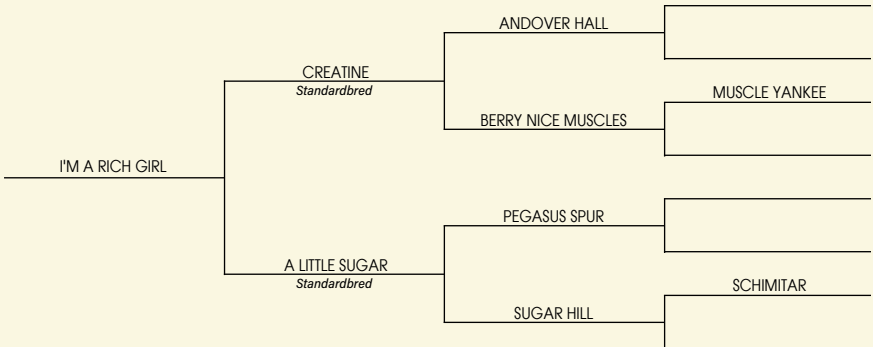 ANDOVER HALL
CREATINE
Standardbred
MUSCLE YANKEE
BERRY NICE MUSCLES
I'M A RICH GIRL
PEGASUS SPUR
A LITTLE SUGAR
Standardbred
SCHIMITAR
SUGAR HILL